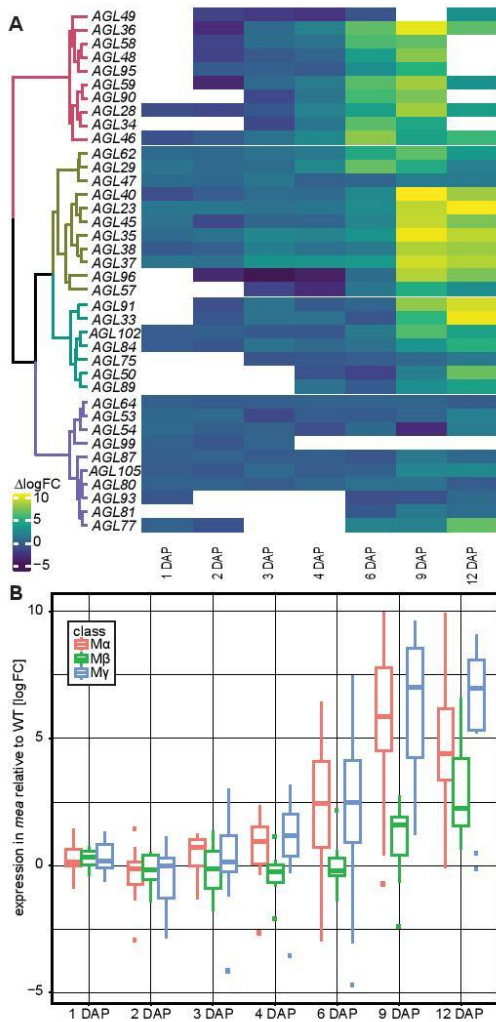 A
AGL49
AGL36
AGL58
AGL48
AGL95
AGL59
AGL90
AGL28
AGL34
AGL46
AGL62
AGL29
AGL47
AGL40
AGL23
AGL45
AGL35
AGL38
AGL37
AGL96
AGL57
AGL91
AGL33
AGL102
AGL84
AGL75
AGL50
AGL89
AGL64
AGL53
AGL54
AGL99
AGL87
AGL105
AGL80
AGL93
AGL81
AGL77
ΔlogFC
10
5
0
−5
1 DAP
2 DAP
3 DAP
4 DAP
6 DAP
9 DAP
12 DAP
B
class
Mα
Mβ
Mγ
expression in mea relative to WT [logFC]
10
5
0
−5
1 DAP 2 DAP 3 DAP 4 DAP 6 DAP 9 DAP 12 DAP